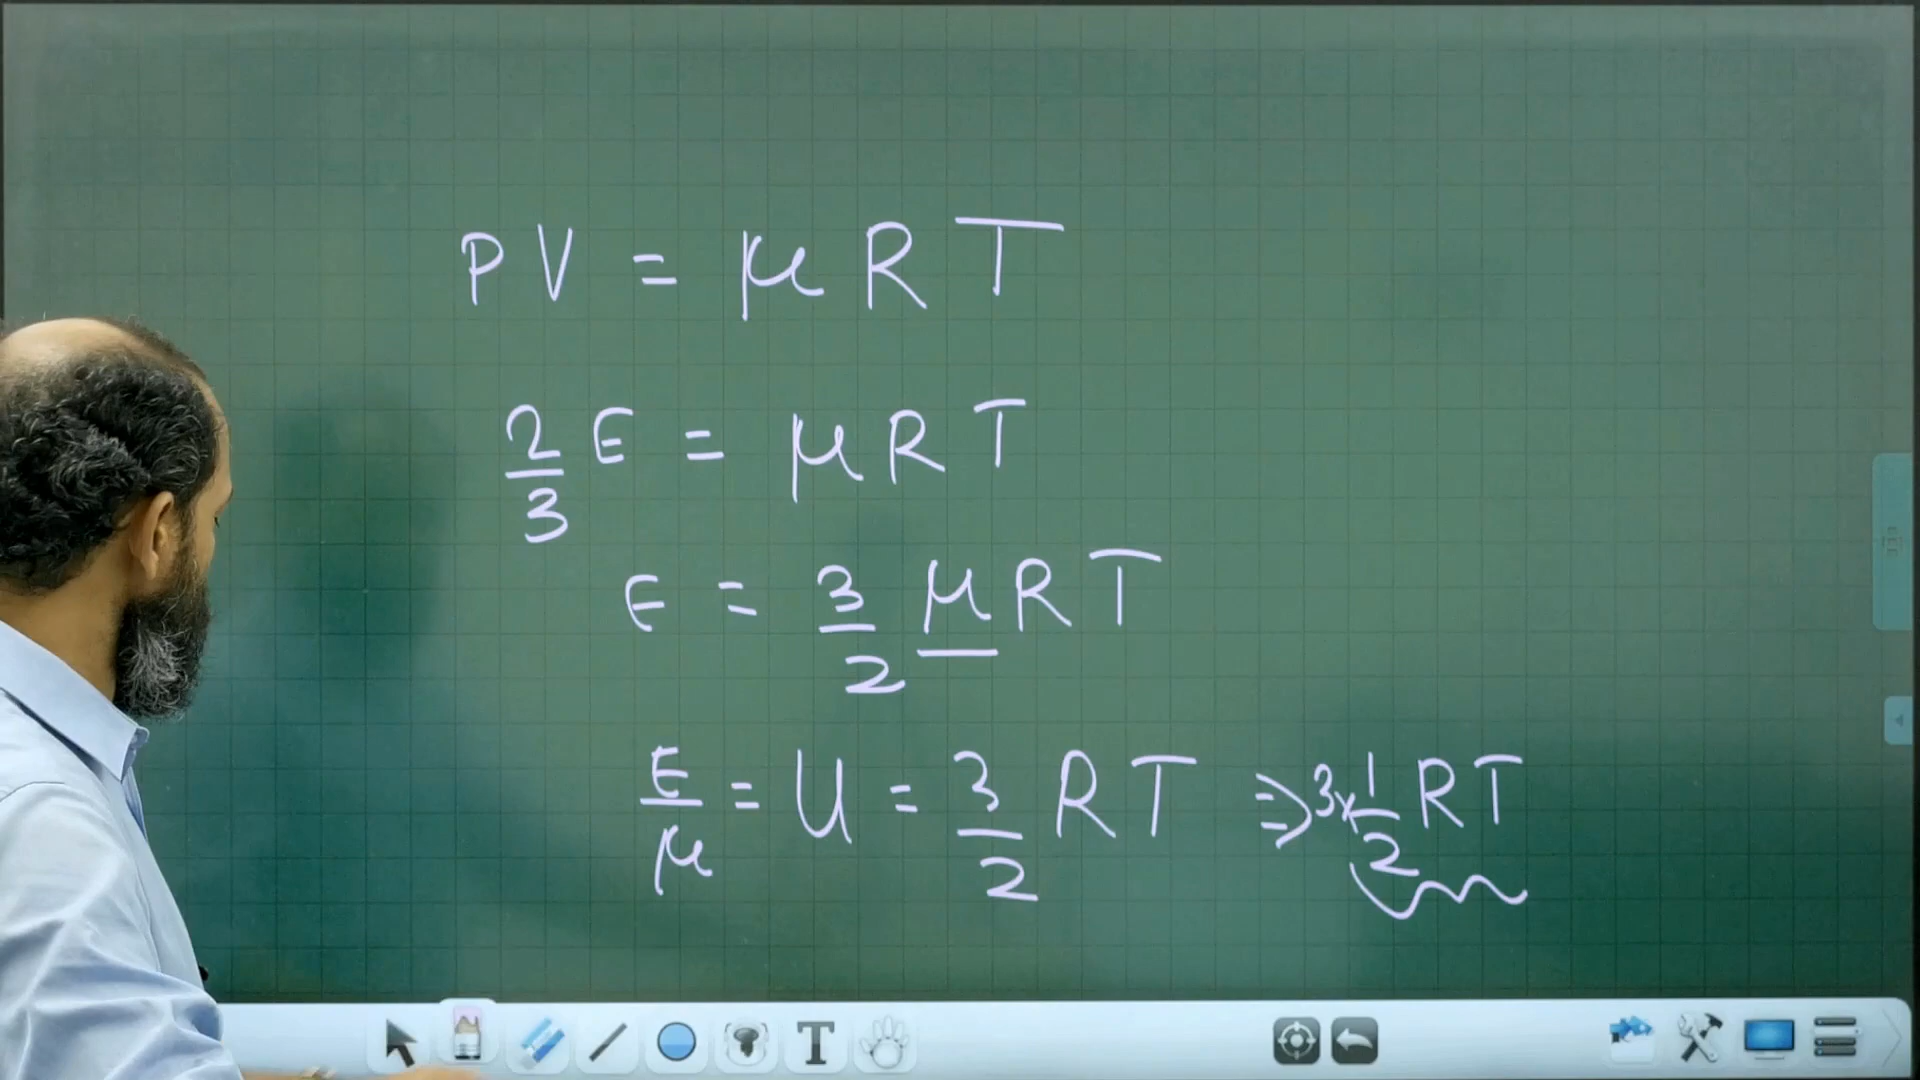 PV = μRT
2/3 E = μRT
E = 3/2 μRT
E/μ = U = 3/2 RT ⇒ 3×1/2 RT
T